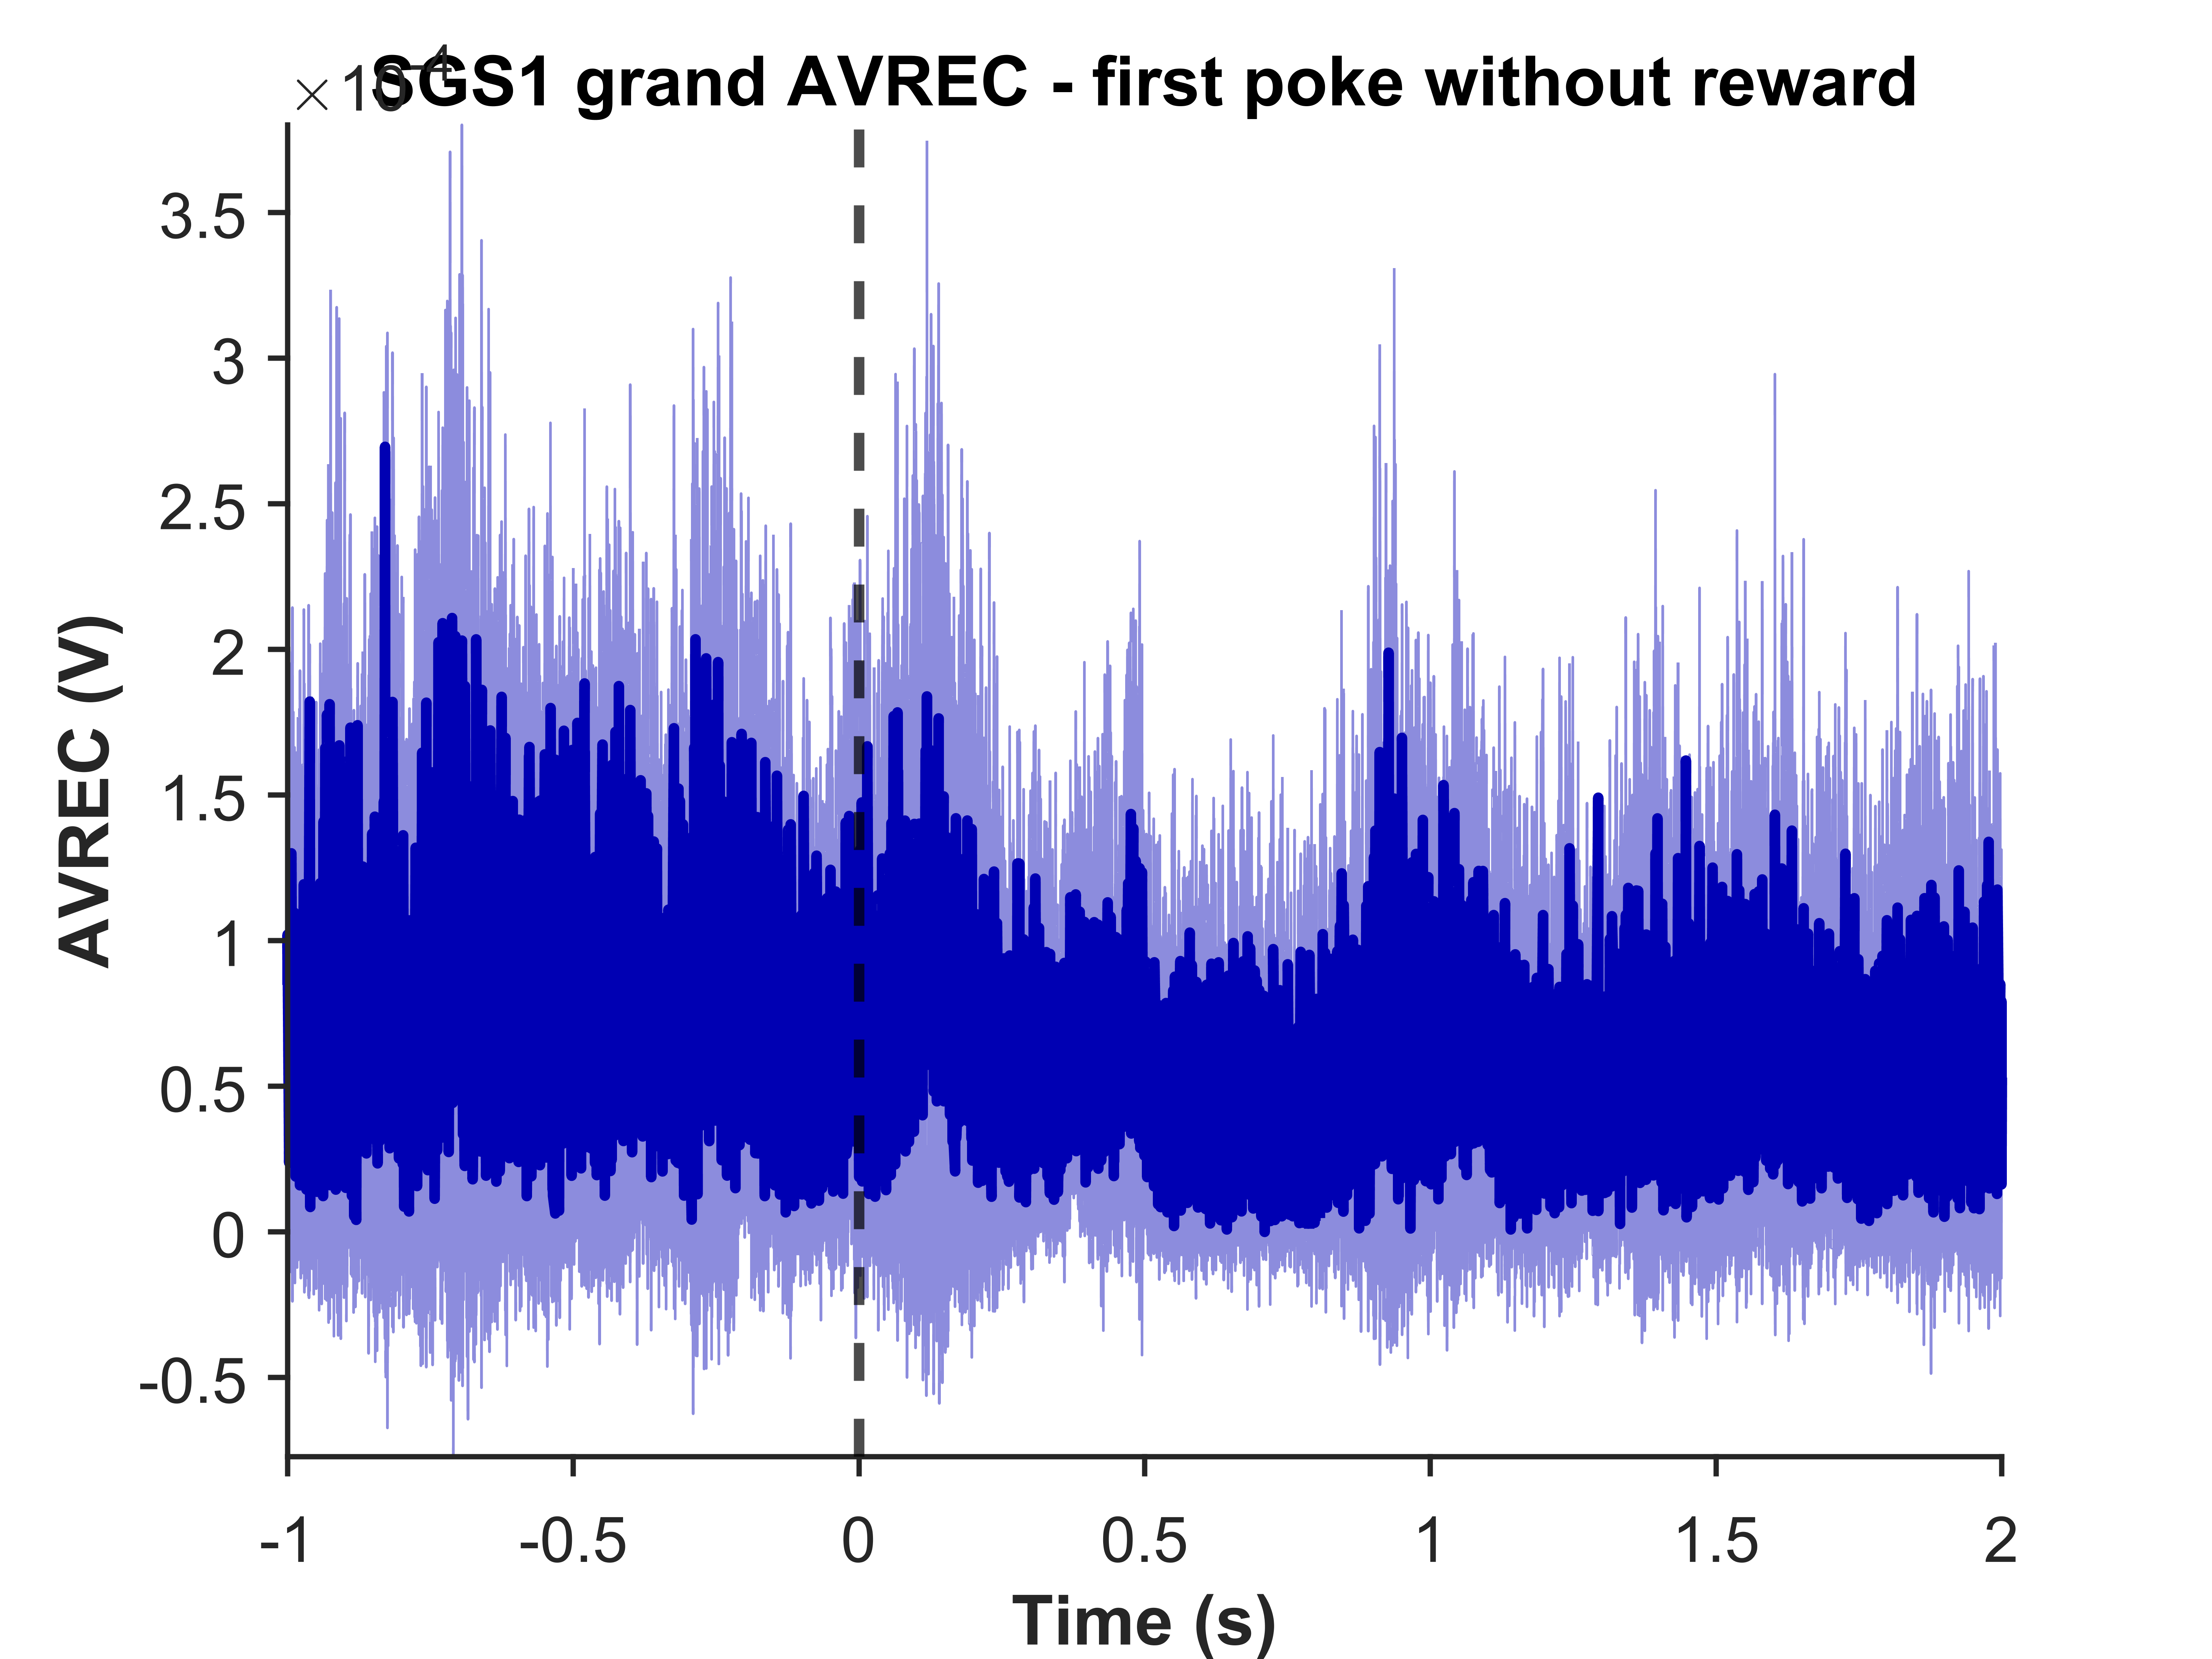 SGS1 grand AVREC - first poke without reward
×10⁻⁴
3.5
3
2.5
2
1.5
1
0.5
0
-0.5
AVREC (V)
-1 -0.5 0 0.5 1 1.5 2
Time (s)